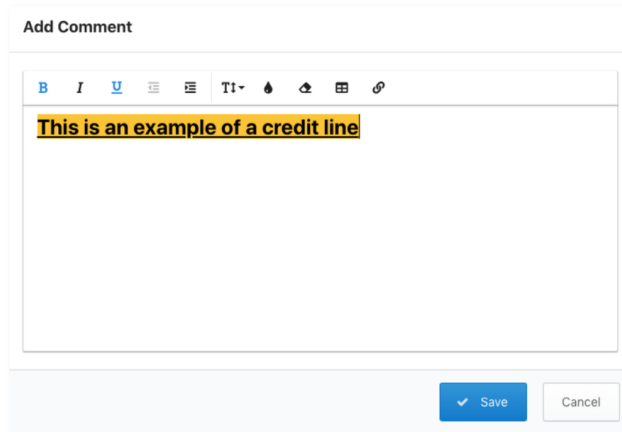 Add Comment
B I U T
This is an example of a credit line
Save Cancel